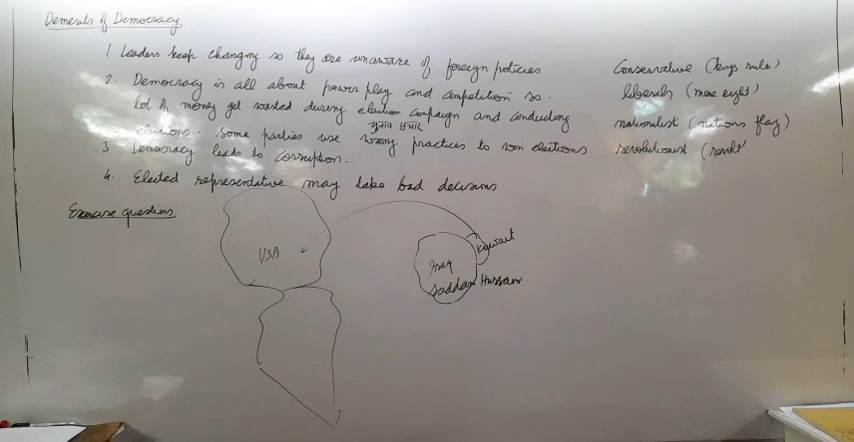 Demerits of Democracy
1. Leaders keep changing so they are unaware of foreign policies.
2. Democracy is all about power play and competition so.
lot of money get wasted during election campaign and conducting
चुनाव प्रचार
elections. Some parties use wrong practices to win elections
3 Democracy leads to corruption.
4. Elected representative may take bad decisions
Conservative (kings rule)
liberals (more right)
nationalist (nations flag)
revolutionist (revolt
Exercise questions
USA
Kuwait
Iraq
Saddam Hussain